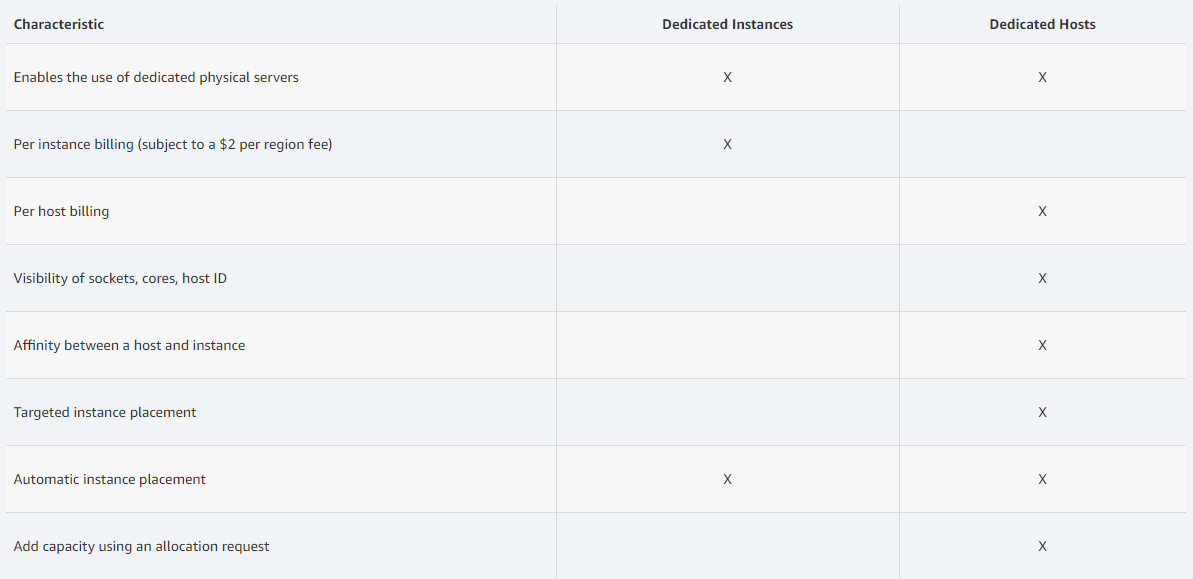 Characteristic Dedicated Instances Dedicated Hosts
Enables the use of dedicated physical servers X X
Per instance billing (subject to a $2 per region fee) X
Per host billing X
Visibility of sockets, cores, host ID X
Affinity between a host and instance X
Targeted instance placement X
Automatic instance placement X X
Add capacity using an allocation request X